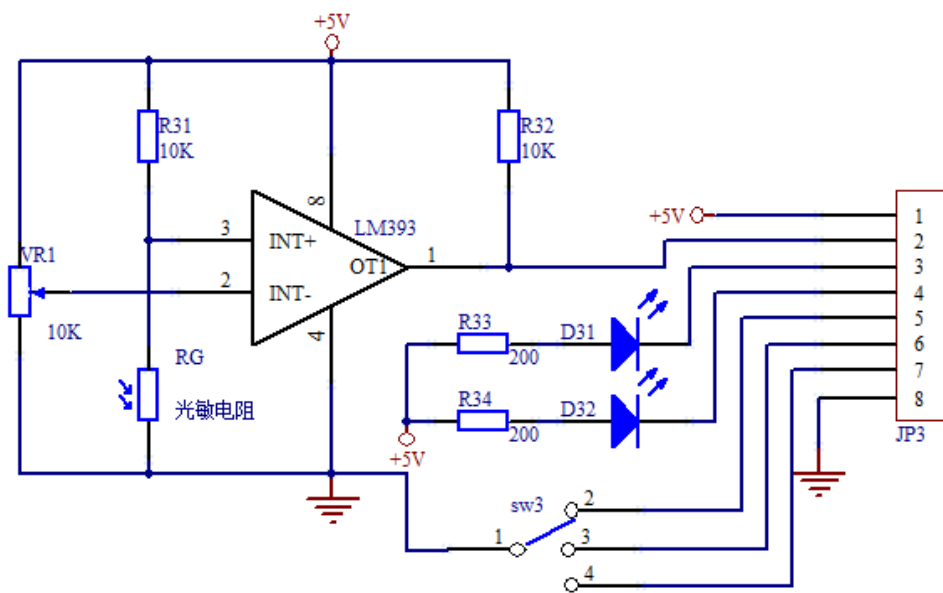 +5V
R31
10K
R32
10K
8
LM393
3
INT+
OT1
1
2
INT-
4
VR1
10K
RG
光敏电阻
+5V
1
2
3
4
5
6
7
8
JP3
R33
200
D31
R34
200
D32
+5V
sw3
1
2
3
4